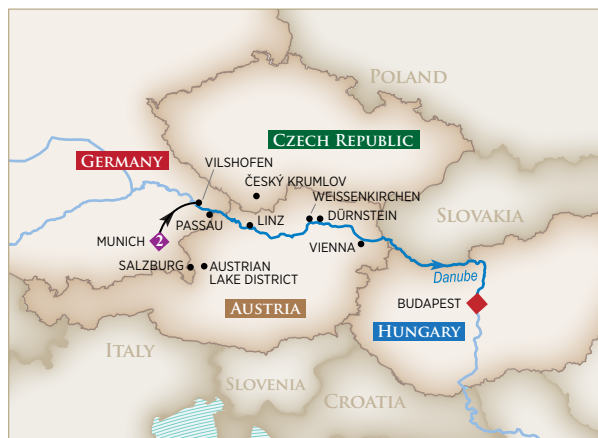 POLAND
CZECH REPUBLIC
GERMANY
VILSHOFEN
ČESKÝ KRUMLOV
WEISSENKIRCHEN
PASSAU
LINZ
DÜRNSTEIN
SLOVAKIA
MUNICH
2
VIENNA
SALZBURG
AUSTRIAN
LAKE DISTRICT
Danube
AUSTRIA
BUDAPEST
HUNGARY
ITALY
SLOVENIA
CROATIA